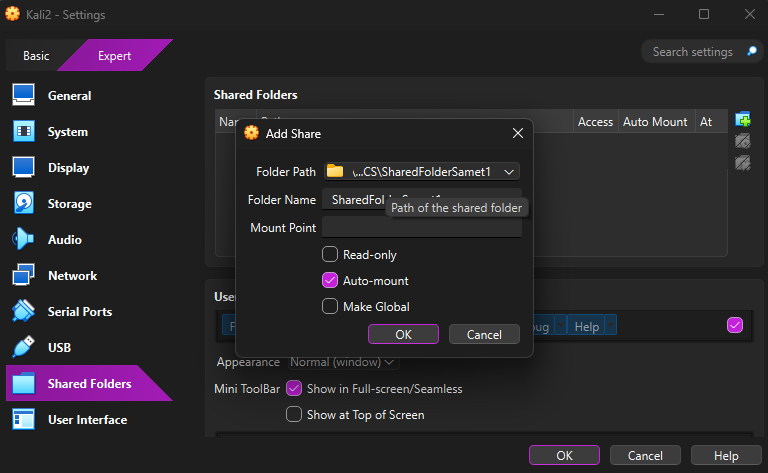 Kali2 - Settings
Basic
Expert
Search settings
General
System
Display
Storage
Audio
Network
Serial Ports
USB
Shared Folders
User Interface
Shared Folders
Access
Auto Mount
At
Add Share
Folder Path
\...CS\SharedFolderSamet1
Folder Name
Path of the shared folder
Mount Point
Read-only
Auto-mount
Make Global
OK
Cancel
Help
Appearance
Normal (window)
Mini ToolBar
Show in Full-screen/Seamless
Show at Top of Screen
OK
Cancel
Help